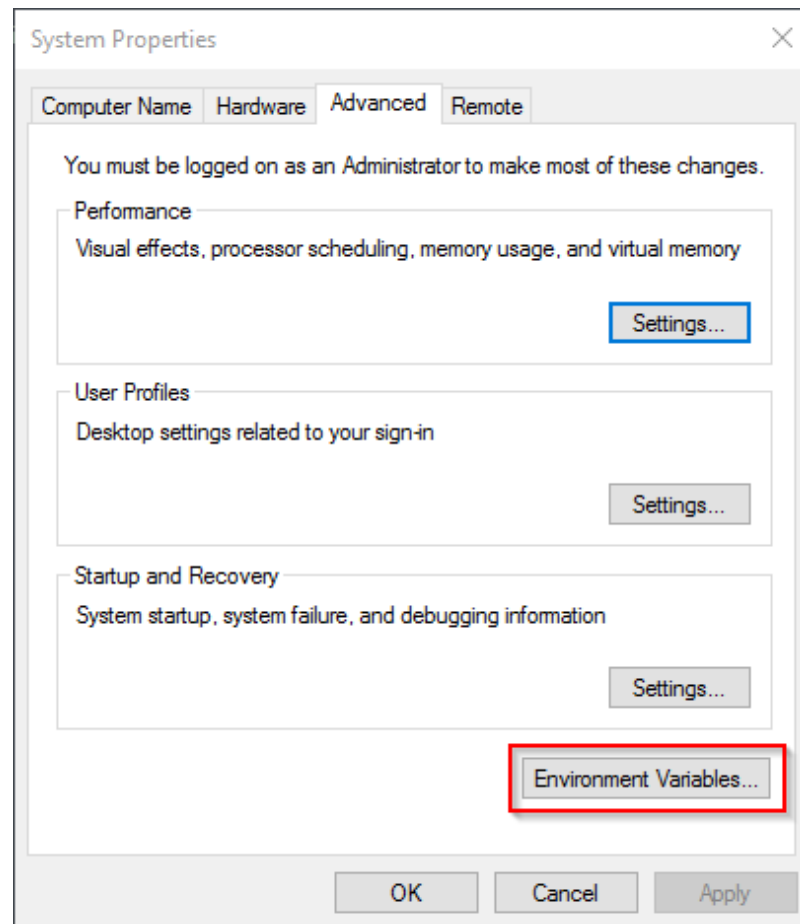 System Properties
Computer Name Hardware Advanced Remote
You must be logged on as an Administrator to make most of these changes.
Performance
Visual effects, processor scheduling, memory usage, and virtual memory
Settings...
User Profiles
Desktop settings related to your sign-in
Settings...
Startup and Recovery
System startup, system failure, and debugging information
Settings...
Environment Variables...
OK Cancel Apply